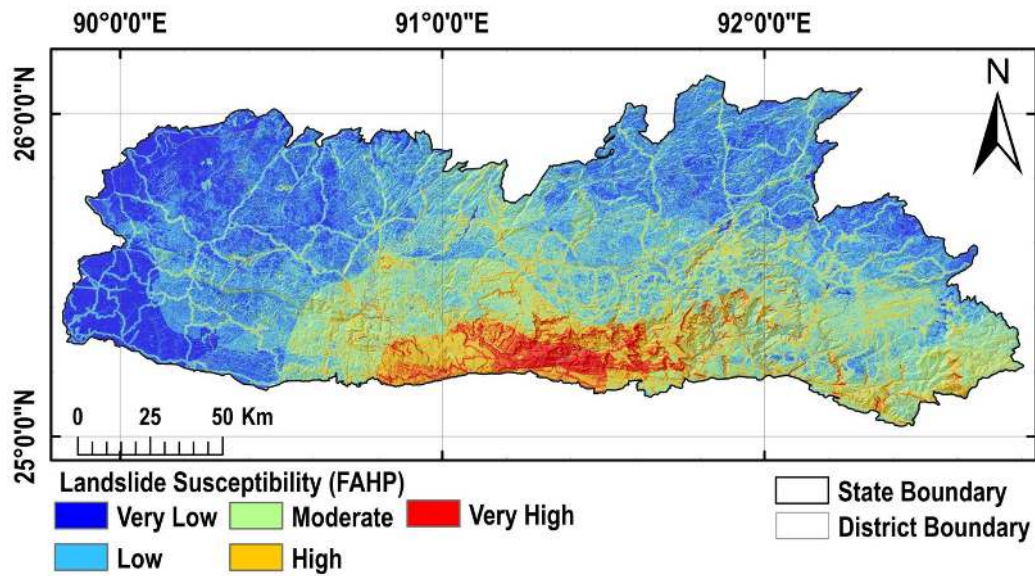 90°0'0"E 91°0'0"E 92°0'0"E
26°0'0"N
N
25°0'0"N
0 25 50 Km
Landslide Susceptibility (FAHP)
Very Low Moderate Very High
Low High
State Boundary
District Boundary